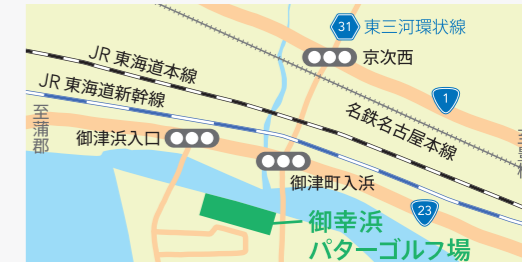 31 東三河環状線
京次西
JR 東海道本線
JR 東海道新幹線
1
名鉄名古屋本線
至蒲郡
御津浜入口
御津町入浜
23
御幸浜
パターゴルフ場